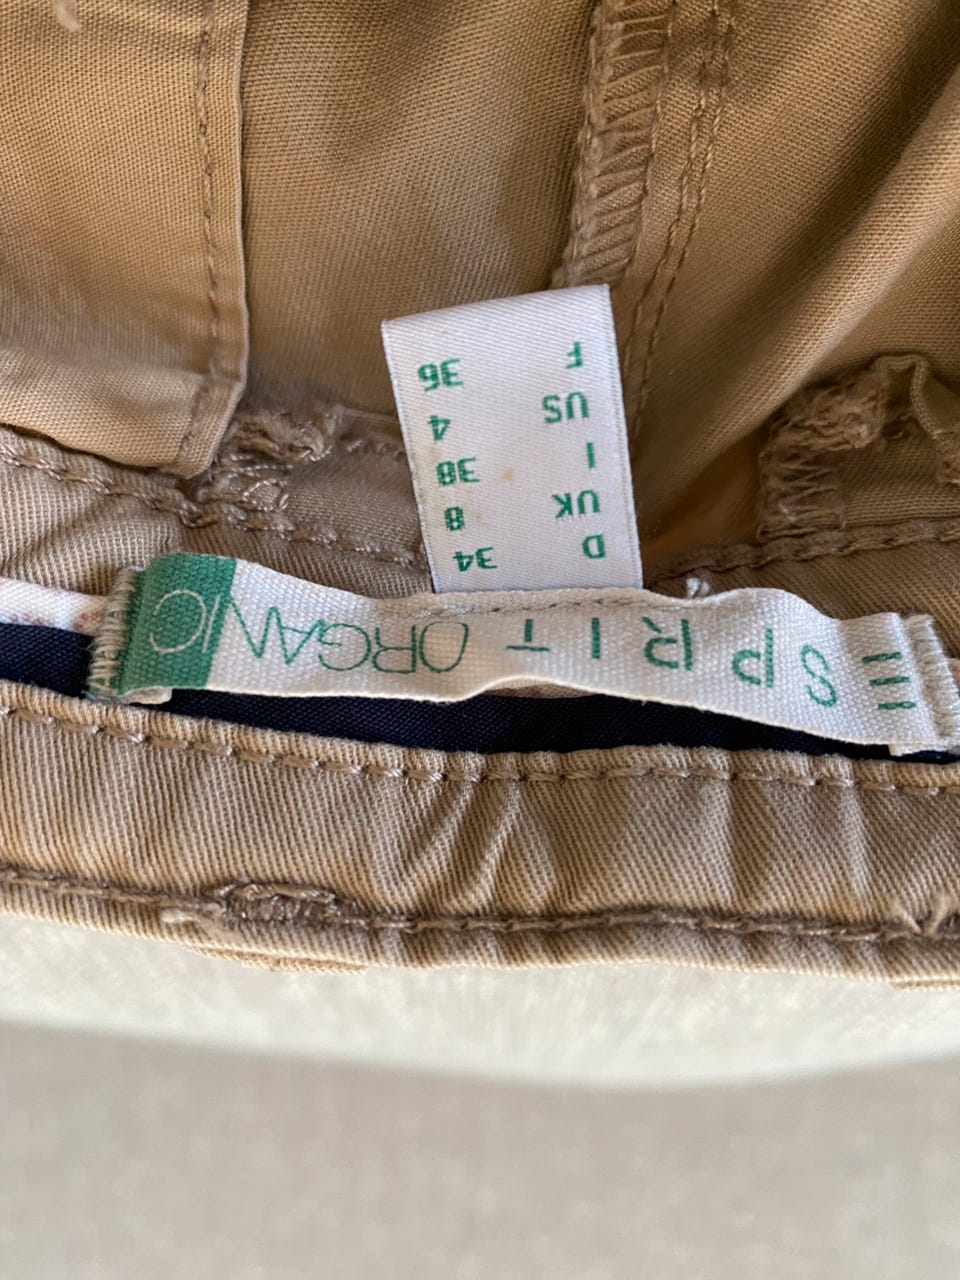 ESPRIT ORGANIC
D 34
UK 8
I 38
US 4
F 36